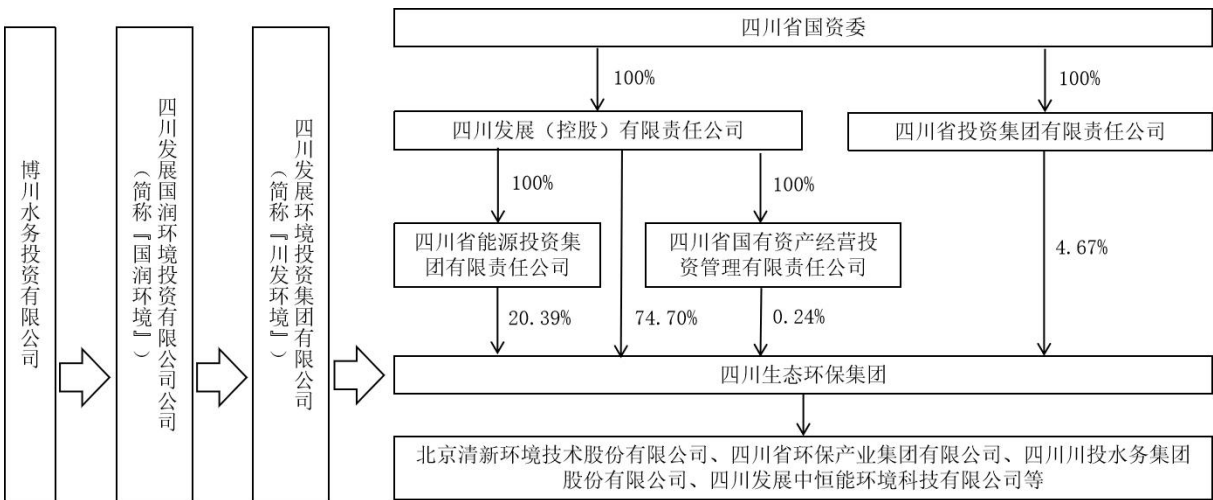 博川水务投资有限公司
四川发展国润环境投资有限公司公司
（简称『国润环境』）
四川发展环境投资集团有限公司
（简称『川发环境』）
四川省国资委
100%
100%
四川发展（控股）有限责任公司
四川省投资集团有限责任公司
100%
100%
四川省能源投资集
团有限责任公司
四川省国有资产经营投
资管理有限责任公司
4.67%
20.39%
74.70%
0.24%
四川生态环保集团
北京清新环境技术股份有限公司、四川省环保产业集团有限公司、四川川投水务集团
股份有限公司、四川发展中恒能环境科技有限公司等